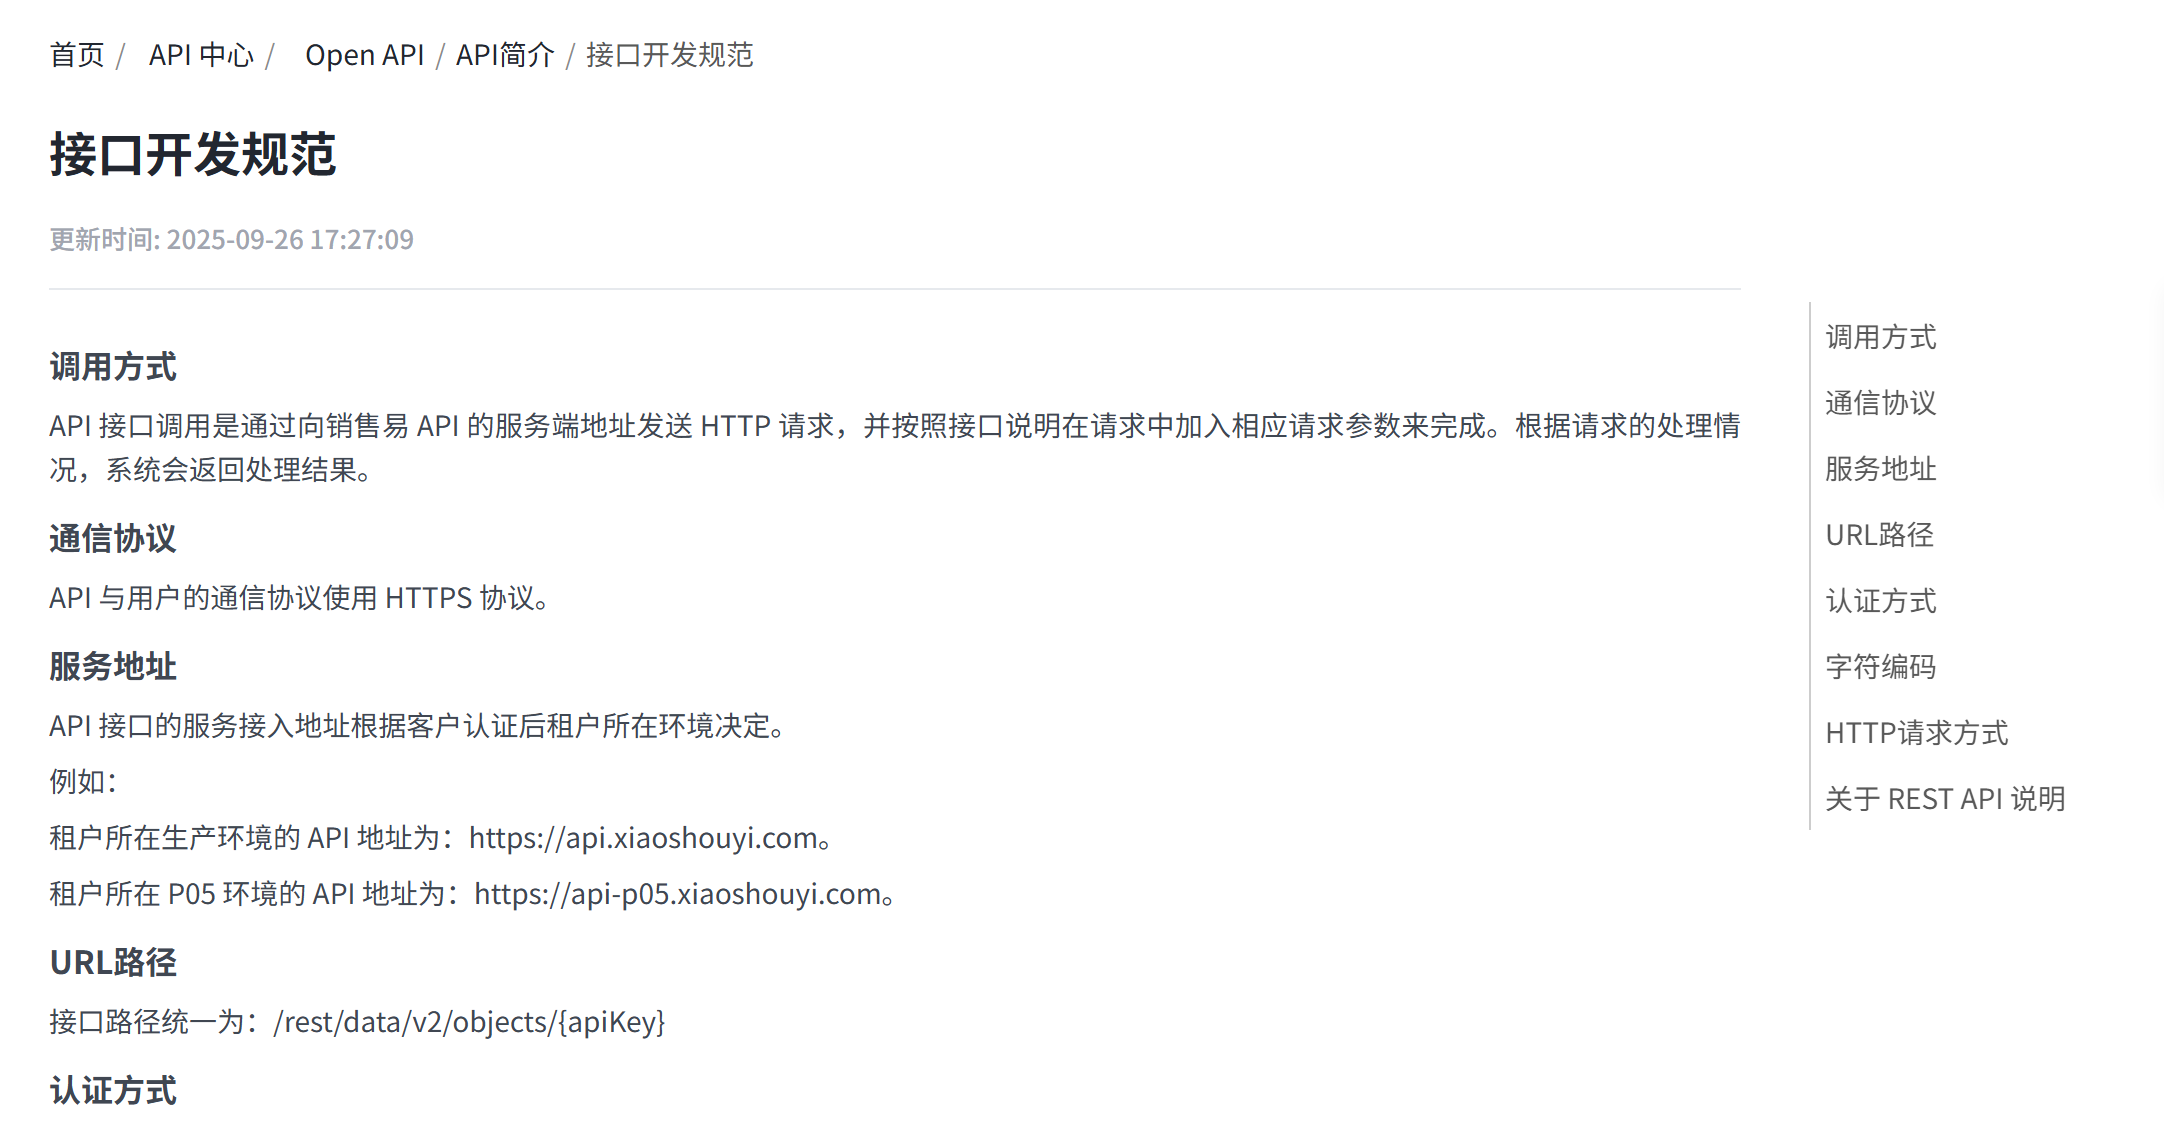 首页 / API 中心 / Open API / API简介 / 接口开发规范
接口开发规范
更新时间: 2025-09-26 17:27:09
调用方式
API 接口调用是通过向销售易 API 的服务端地址发送 HTTP 请求，并按照接口说明在请求中加入相应请求参数来完成。根据请求的处理情
况，系统会返回处理结果。
通信协议
API 与用户的通信协议使用 HTTPS 协议。
服务地址
API 接口的服务接入地址根据客户认证后租户所在环境决定。
例如：
租户所在生产环境的 API 地址为：https://api.xiaoshouyi.com。
租户所在 P05 环境的 API 地址为：https://api-p05.xiaoshouyi.com。
URL路径
接口路径统一为：/rest/data/v2/objects/{apiKey}
认证方式
调用方式
通信协议
服务地址
URL路径
认证方式
字符编码
HTTP请求方式
关于 REST API 说明